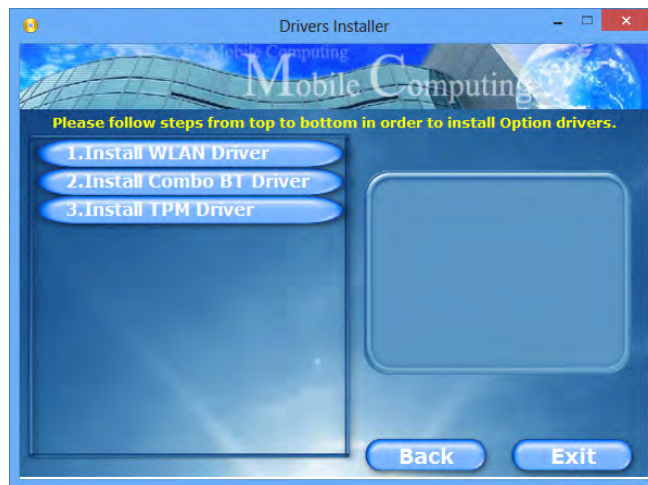 Drivers Installer
Mobile Computing
Mobile Computing
Please follow steps from top to bottom in order to install Option drivers.
1.Install WLAN Driver
2.Install Combo BT Driver
3.Install TPM Driver
Back
Exit